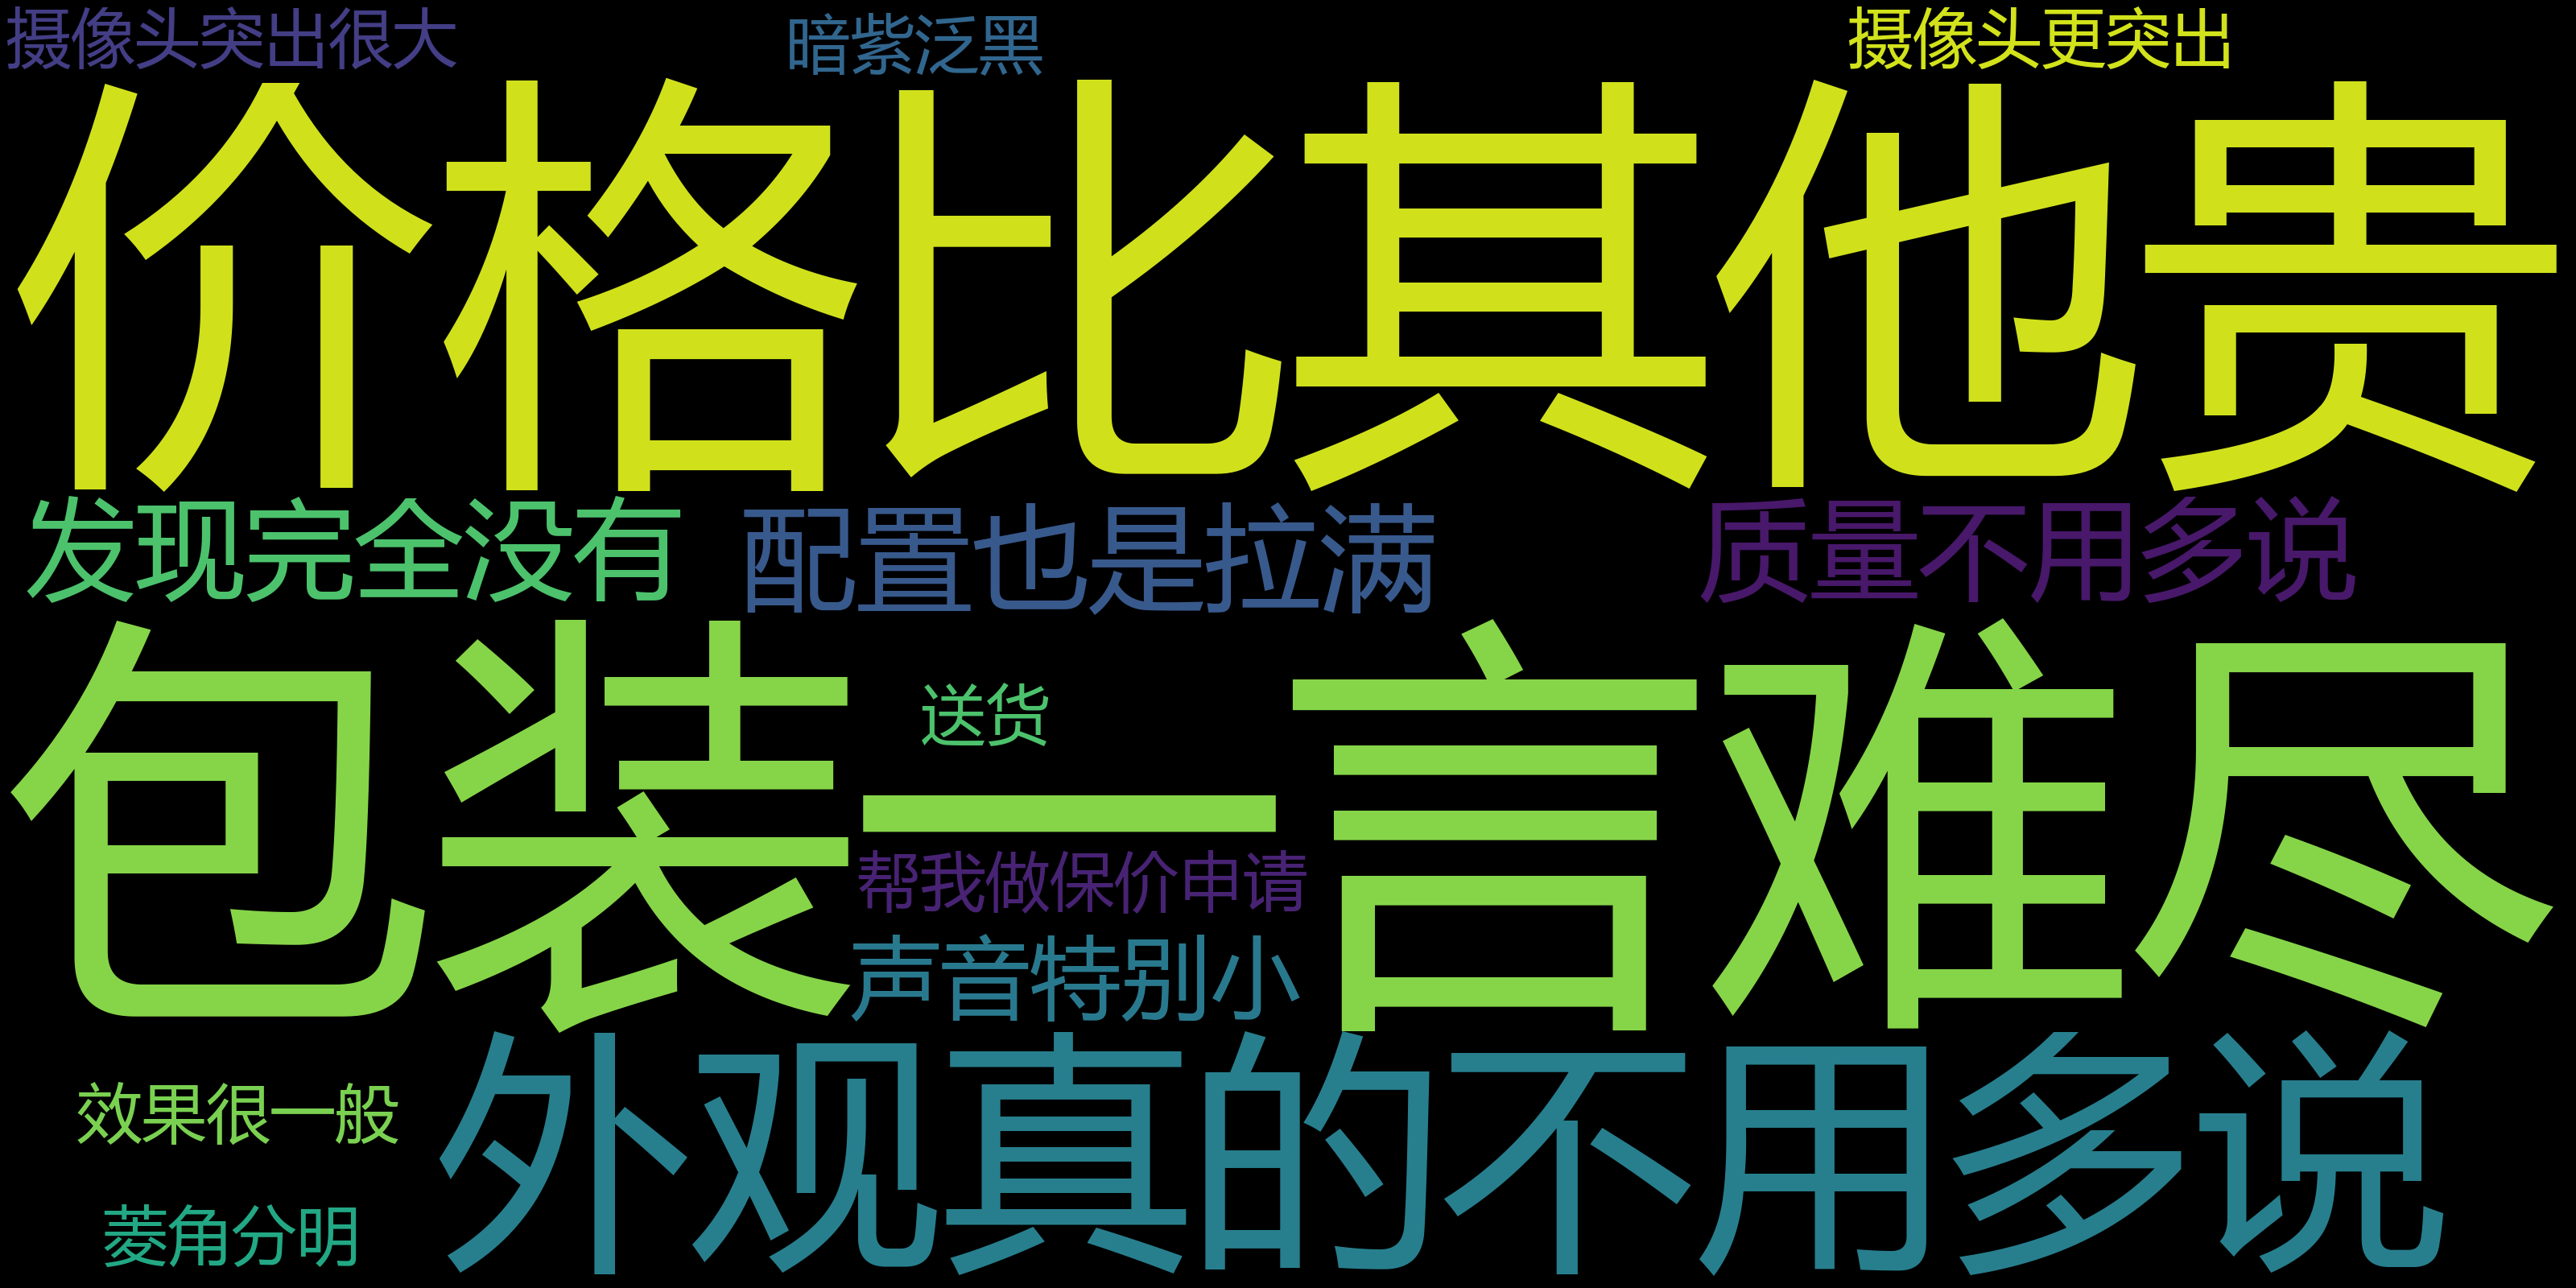 摄像头突出很大
暗紫泛黑
摄像头更突出
价格比其他贵
发现完全没有
配置也是拉满
质量不用多说
包装一言难尽
送货
帮我做保价申请
声音特别小
外观真的不用多说
效果很一般
菱角分明